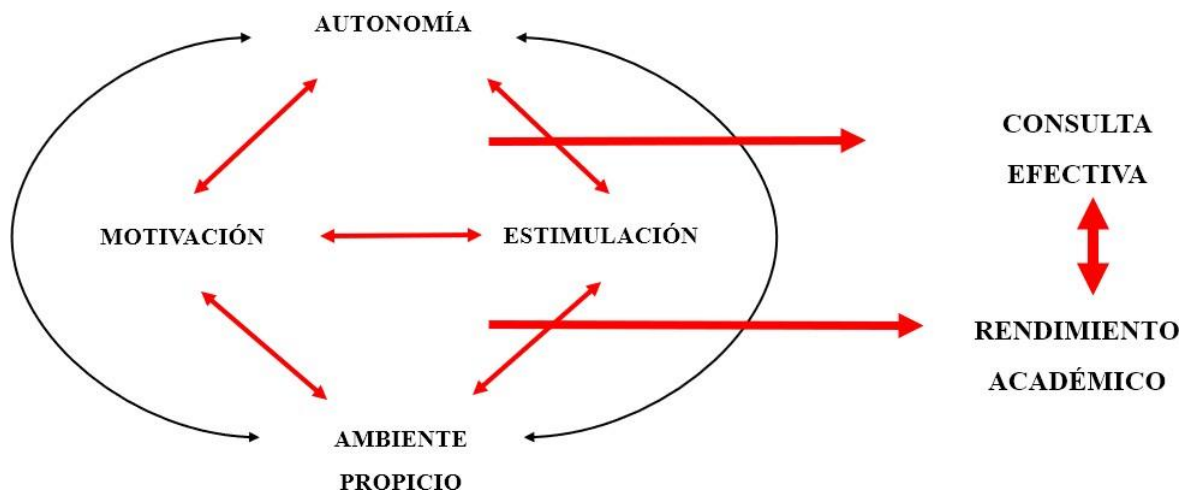 AUTONOMÍA
CONSULTA
EFECTIVA
MOTIVACIÓN
ESTIMULACIÓN
RENDIMIENTO
ACADÉMICO
AMBIENTE
PROPICIO